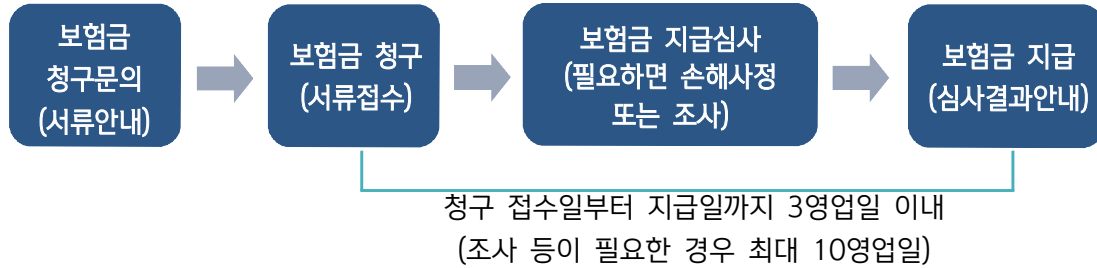 보험금
청구문의
(서류안내)
보험금 청구
(서류접수)
보험금 지급심사
(필요하면 손해사정
또는 조사)
보험금 지급
(심사결과안내)
청구 접수일부터 지급일까지 3영업일 이내
(조사 등이 필요한 경우 최대 10영업일)